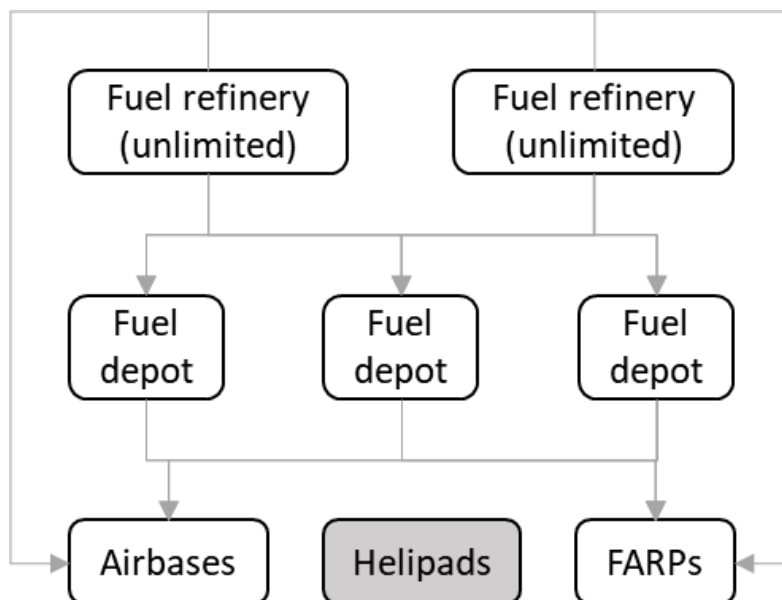 Fuel refinery
(unlimited)
Fuel refinery
(unlimited)
Fuel
depot
Fuel
depot
Fuel
depot
Airbases
Helipads
FARPs